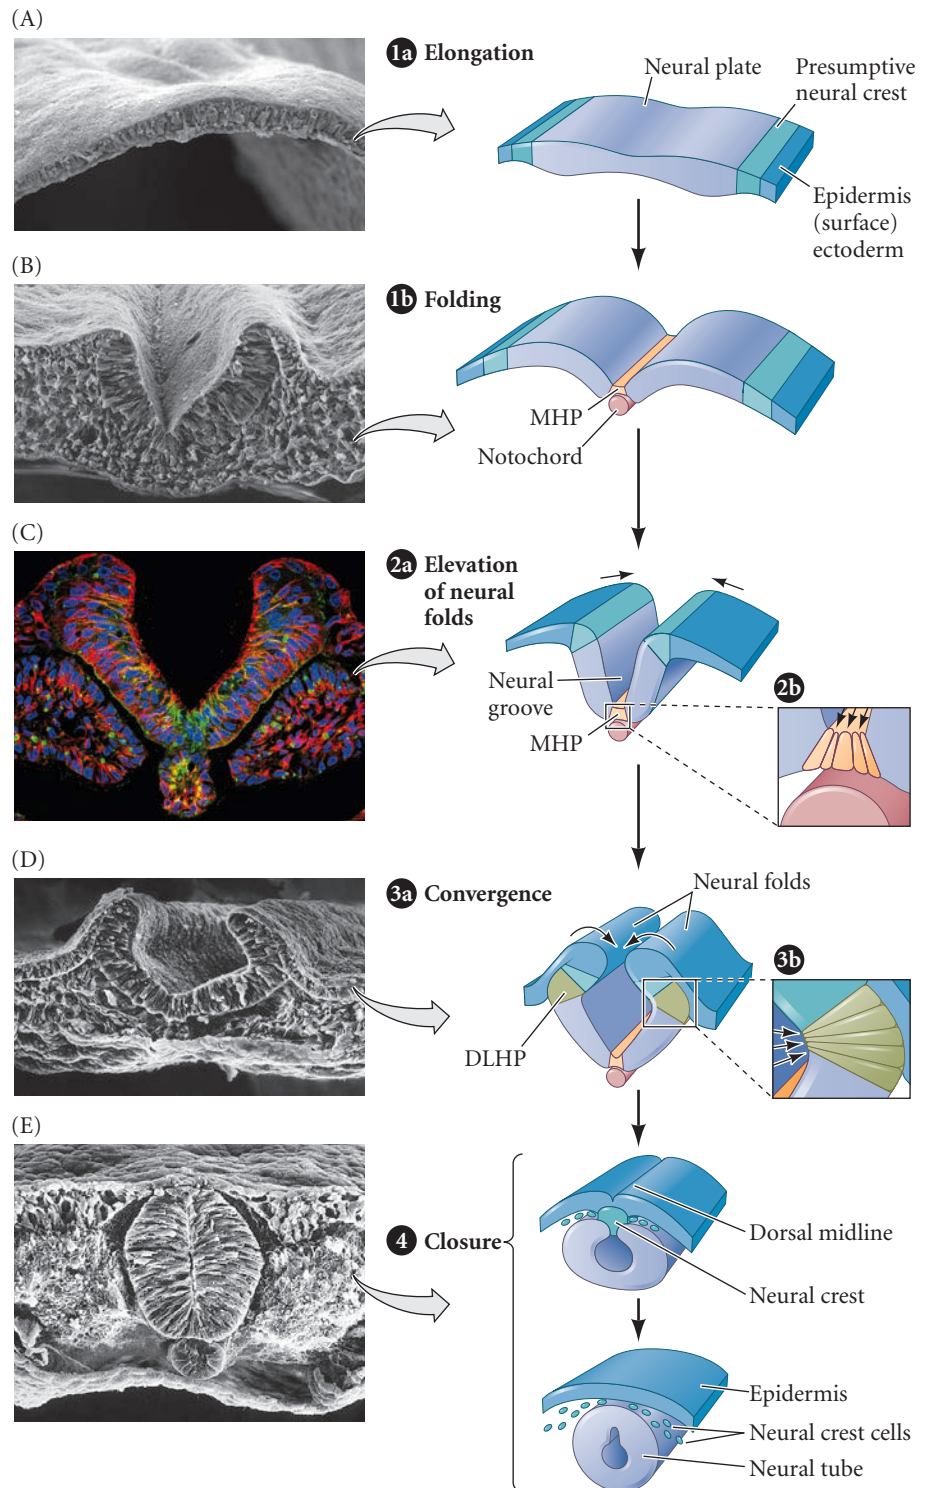 (A)
1a Elongation
Neural plate
Presumptive
neural crest
Epidermis
(surface)
ectoderm
(B)
1b Folding
MHP
Notochord
(C)
2a Elevation
of neural
folds
Neural
groove
MHP
2b
(D)
3a Convergence
Neural folds
3b
DLHP
(E)
4 Closure
Dorsal midline
Neural crest
Epidermis
Neural crest cells
Neural tube